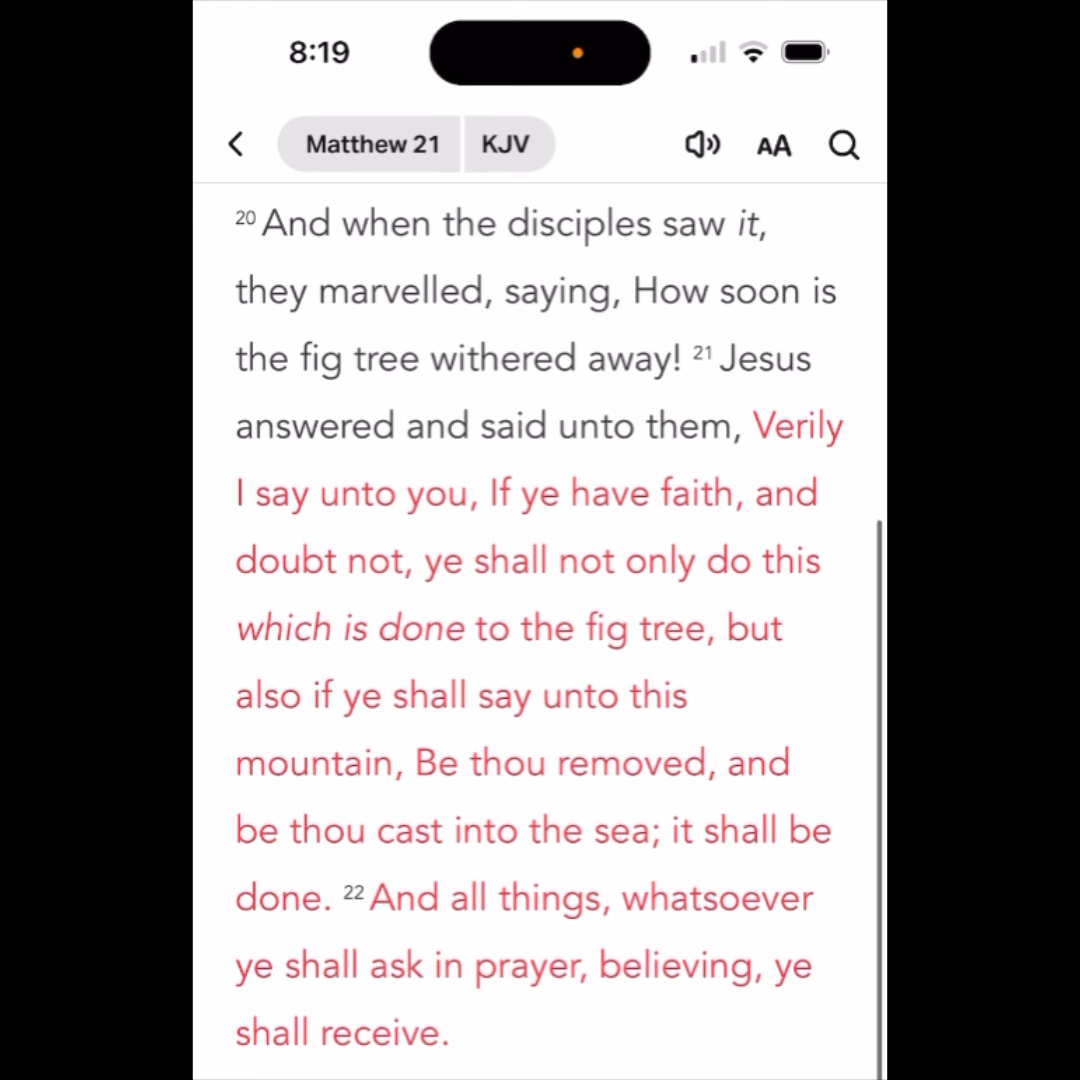 8:19
Matthew 21 KJV
AA
20 And when the disciples saw it,
they marvelled, saying, How soon is
the fig tree withered away! 21 Jesus
answered and said unto them, Verily
I say unto you, If ye have faith, and
doubt not, ye shall not only do this
which is done to the fig tree, but
also if ye shall say unto this
mountain, Be thou removed, and
be thou cast into the sea; it shall be
done. 22 And all things, whatsoever
ye shall ask in prayer, believing, ye
shall receive.